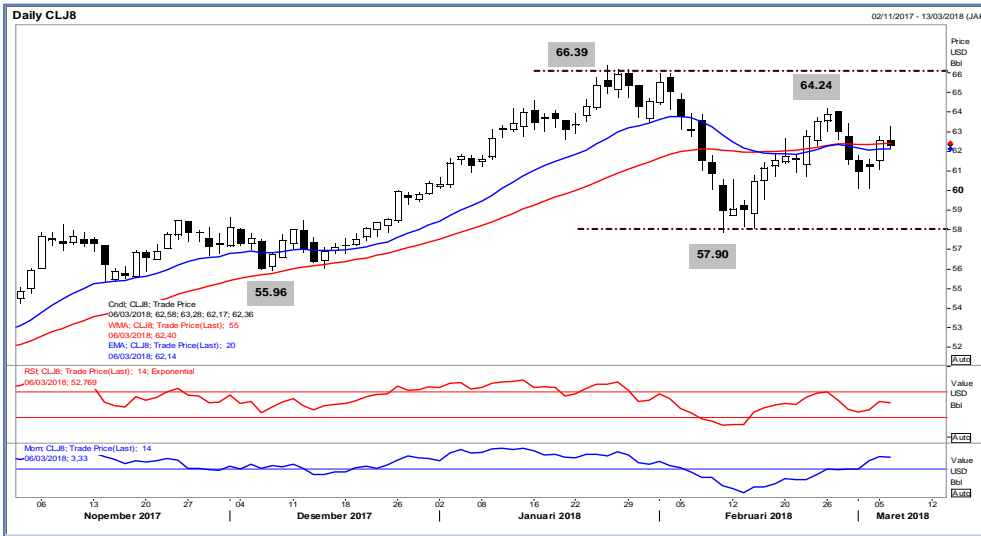 Daily CLJ8
02/11/2017 - 13/03/2018 (JAK
Price
USD
Bbl
66.39
66
65
64.24
64
63
62
61
60
59
58
57.90
57
56
55.96
55
54
53
52
Auto
Cndl; CLJ8; Trade Price
06/03/2018; 62,58; 63,28; 62,17; 62,36
WMA; CLJ8; Trade Price(Last); 55
06/03/2018; 62,40
EMA; CLJ8; Trade Price(Last); 20
06/03/2018; 62,14
RSI; CLJ8; Trade Price(Last); 14; Exponential
06/03/2018; 52,769
Value
USD
Bbl
Auto
Mom; CLJ8; Trade Price(Last); 14
06/03/2018; 3,33
Value
USD
Bbl
Auto
06 13 20 27 04 11 18 26 02 08 16 22 29 05 12 20 26 05 12
Nopember 2017 Desember 2017 Januari 2018 Februari 2018 Maret 2018